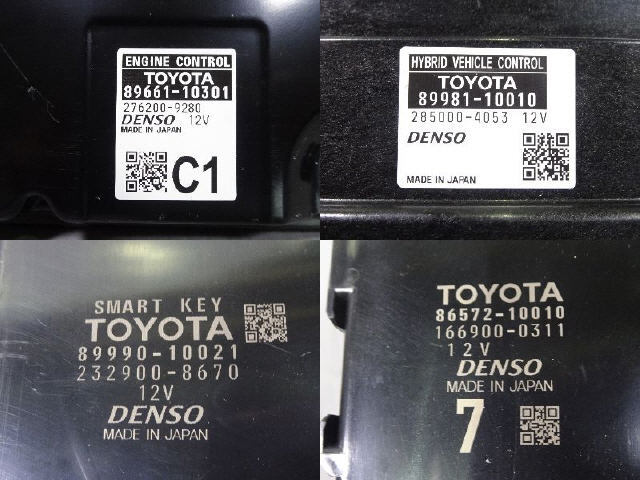 ENGINE CONTROL
TOYOTA
89661-10301
276200-9280
DENSO 12V
MADE IN JAPAN
C1
HYBRID VEHICLE CONTROL
TOYOTA
89981-10010
285000-4053 12V
DENSO
MADE IN JAPAN
SMART KEY
TOYOTA
89990-10021
232900-8670
12V
DENSO
MADE IN JAPAN
TOYOTA
86572-10010
166900-0311
12V
DENSO
MADE IN JAPAN
7